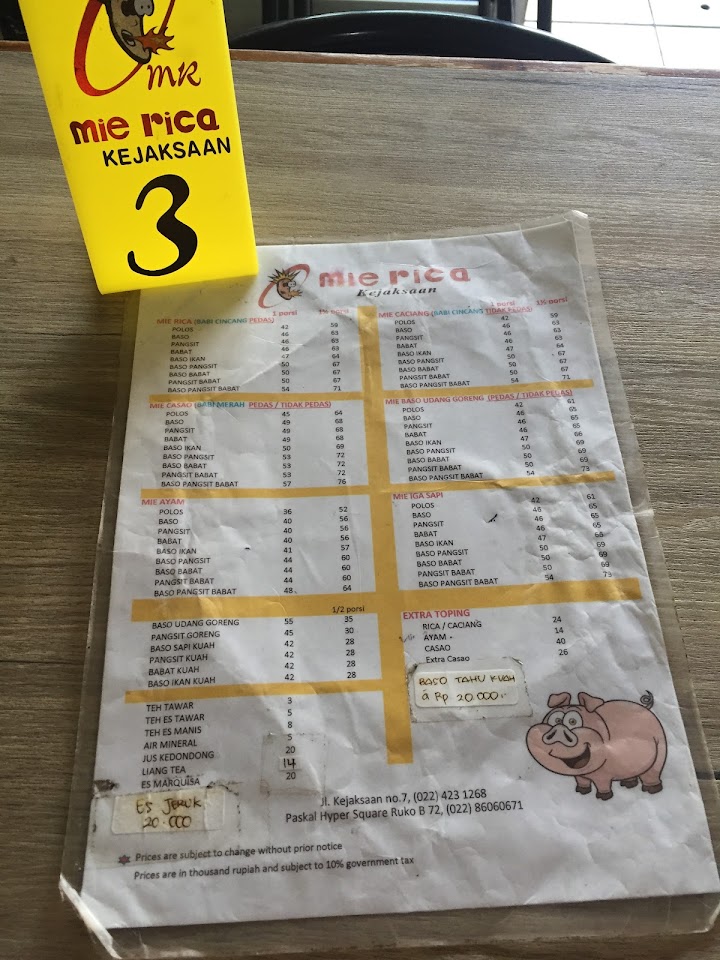 mk
mie rica
KEJAKSAAN
3
mie rica
Kejaksaan
1 porsi 1½ porsi
MIE RICA (BABI CINCANG PEDAS)
POLOS 42 59
BASO 46 63
PANGSIT 46 63
BABAT 46 63
BASO IKAN 47 64
BASO PANGSIT 50 67
BASO BABAT 50 67
PANGSIT BABAT 50 67
BASO PANGSIT BABAT 54 71
1 porsi 1½ porsi
MIE CACIANG (BABI CINCANG TIDAK PEDAS)
POLOS 42 59
BASO 46 63
PANGSIT 46 63
BABAT 46 63
BASO IKAN 47 64
BASO PANGSIT 50 67
BASO BABAT 50 67
PANGSIT BABAT 50 67
BASO PANGSIT BABAT 54 71
MIE CASAO (BABI MERAH PEDAS / TIDAK PEDAS)
POLOS 45 64
BASO 49 68
PANGSIT 49 68
BABAT 49 68
BASO IKAN 50 69
BASO PANGSIT 53 72
BASO BABAT 53 72
PANGSIT BABAT 53 72
BASO PANGSIT BABAT 57 76
MIE BASO UDANG GORENG (PEDAS / TIDAK PEDAS)
POLOS 42 61
BASO 46 65
PANGSIT 46 65
BABAT 46 65
BASO IKAN 47 66
BASO PANGSIT 50 69
BASO BABAT 50 69
PANGSIT BABAT 50 69
BASO PANGSIT BABAT 54 73
MIE AYAM
POLOS 36 52
BASO 40 56
PANGSIT 40 56
BABAT 40 56
BASO IKAN 41 57
BASO PANGSIT 44 60
BASO BABAT 44 60
PANGSIT BABAT 44 60
BASO PANGSIT BABAT 48 64
MIE IGA SAPI
POLOS 42 61
BASO 46 65
PANGSIT 46 65
BABAT 46 65
BASO IKAN 47 66
BASO PANGSIT 50 69
BASO BABAT 50 69
PANGSIT BABAT 50 69
BASO PANGSIT BABAT 54 73
1/2 porsi
BASO UDANG GORENG 55 35
PANGSIT GORENG 45 30
BASO SAPI KUAH 42 28
PANGSIT KUAH 42 28
BABAT KUAH 42 28
BASO IKAN KUAH 42 28
EXTRA TOPING
RICA / CACIANG 24
AYAM 14
CASAO 40
Extra Casao 26
BASO TAHU KUAH
á Rp 20.000,-
TEH TAWAR 3
TEH ES TAWAR 5
TEH ES MANIS 8
AIR MINERAL 5
JUS KEDONDONG 20
LIANG TEA 14
ES MARQUISA 20
ES JERUK
20.000
Jl. Kejaksaan no.7, (022) 423 1268
Paskal Hyper Square Ruko B 72, (022) 86060671
Prices are subject to change without prior notice
Prices are in thousand rupiah and subject to 10% government tax